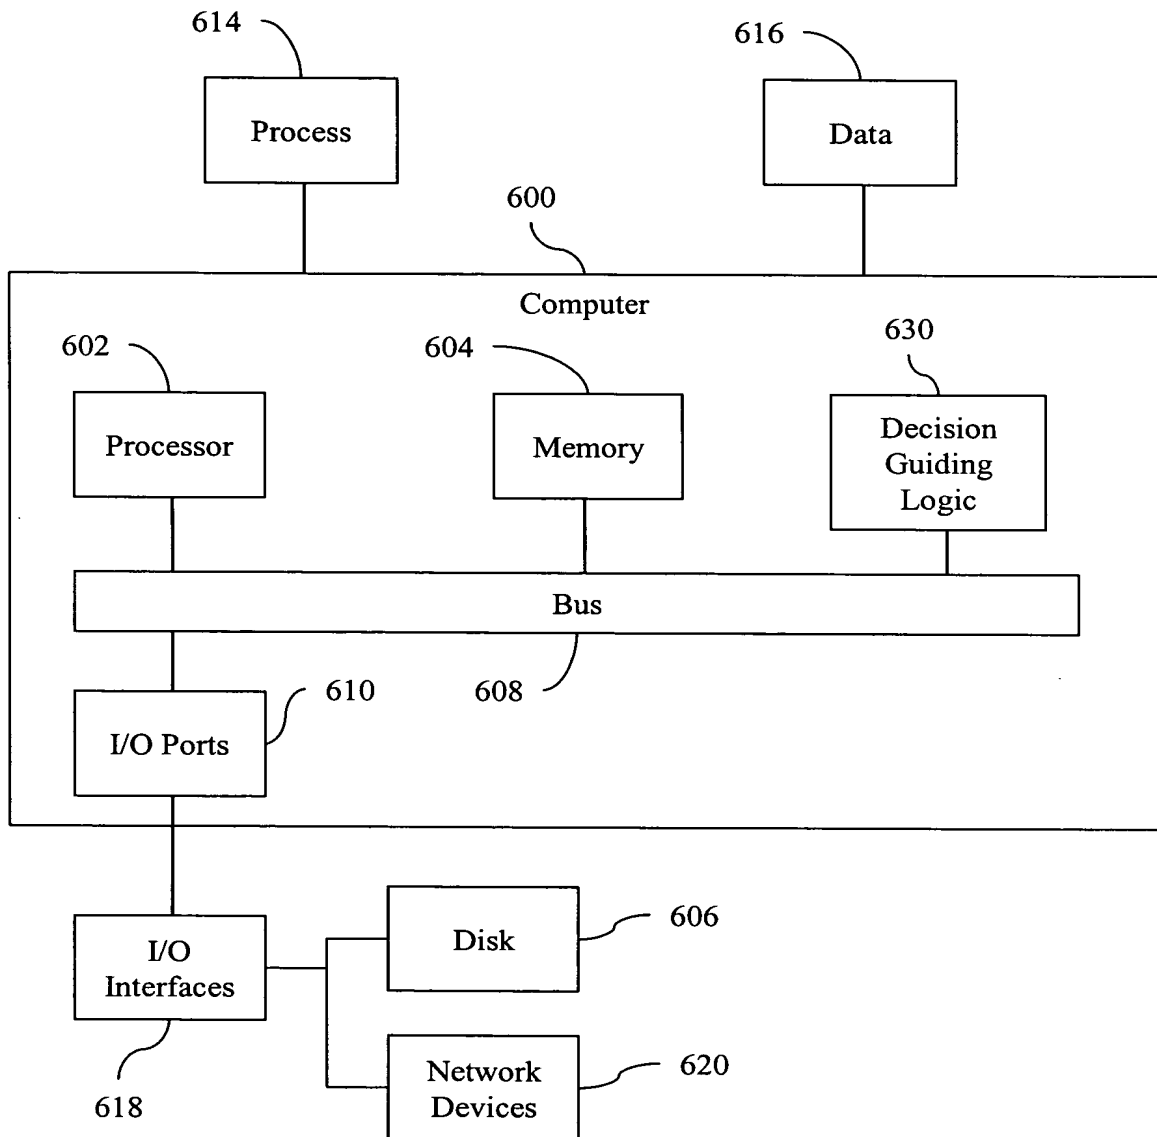 614
616
Process
Data
600
Computer
602
604
630
Processor
Memory
Decision
Guiding
Logic
Bus
610
608
I/O Ports
I/O
Interfaces
Disk
606
618
Network
Devices
620